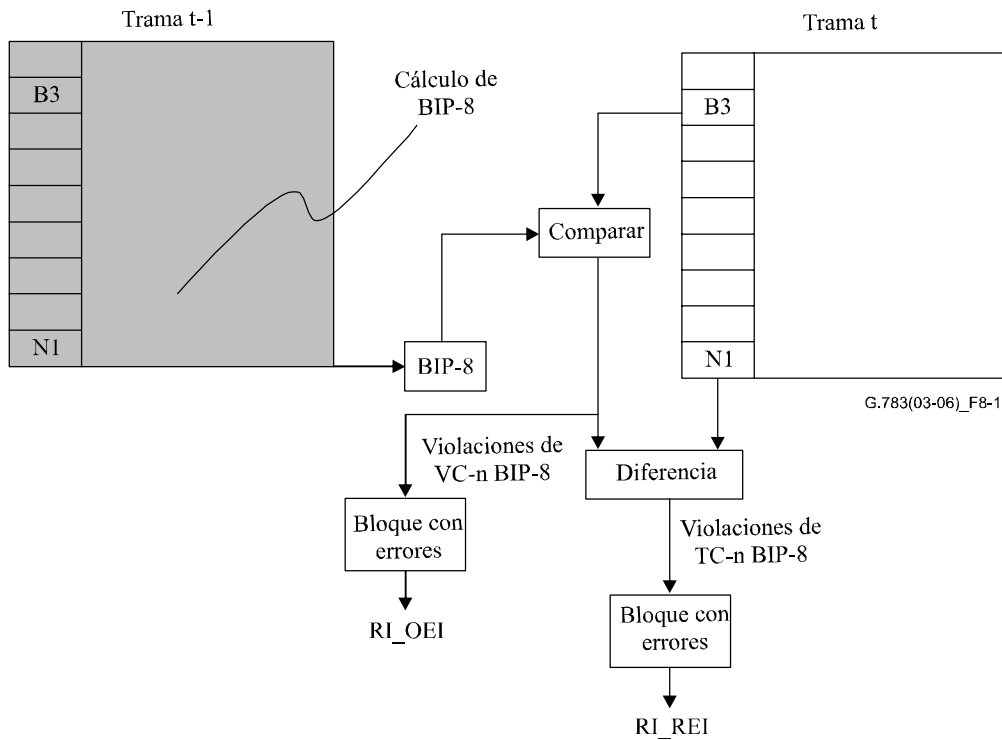 Trama t-1
Trama t
B3
Cálculo de
BIP-8
B3
Comparar
N1
BIP-8
N1
G.783(03-06)_F8-1
Violaciones de
VC-n BIP-8
Diferencia
Bloque con
errores
Violaciones de
TC-n BIP-8
RI_OEI
Bloque con
errores
RI_REI